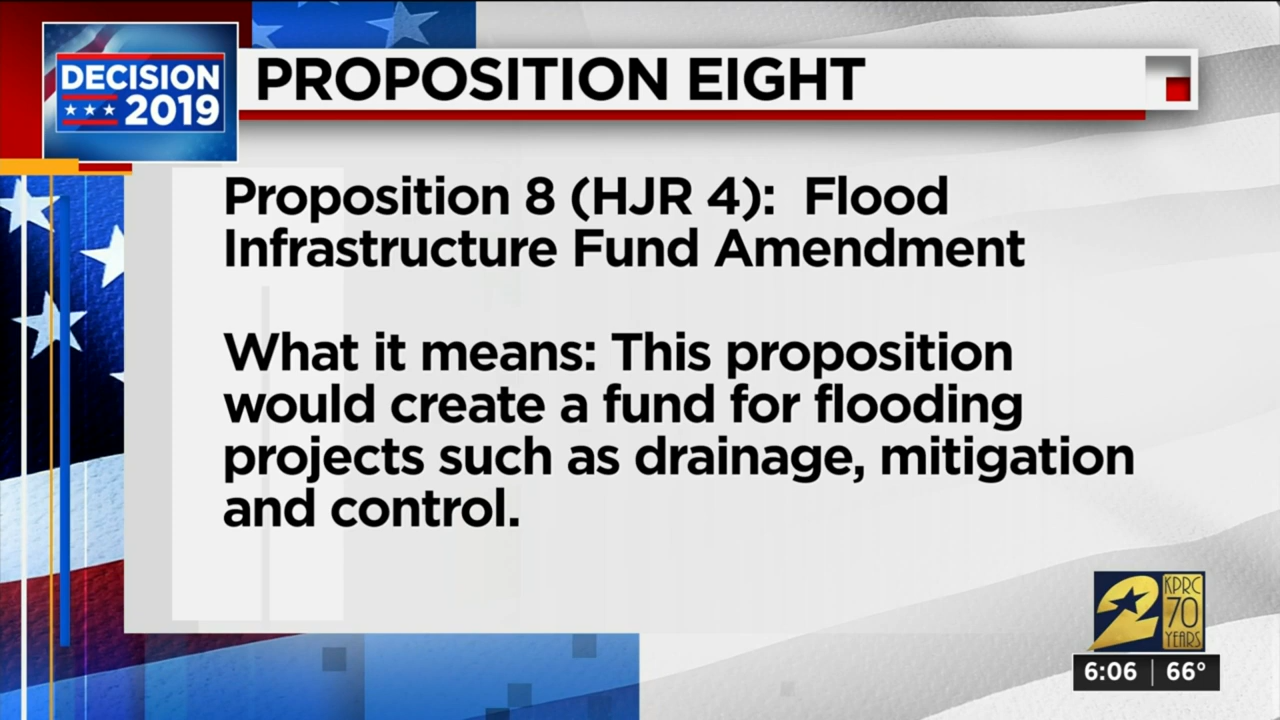 DECISION
2019
PROPOSITION EIGHT
Proposition 8 (HJR 4): Flood
Infrastructure Fund Amendment
What it means: This proposition
would create a fund for flooding
projects such as drainage, mitigation
and control.
2
KPRC
70
YEARS
6:06 | 66°